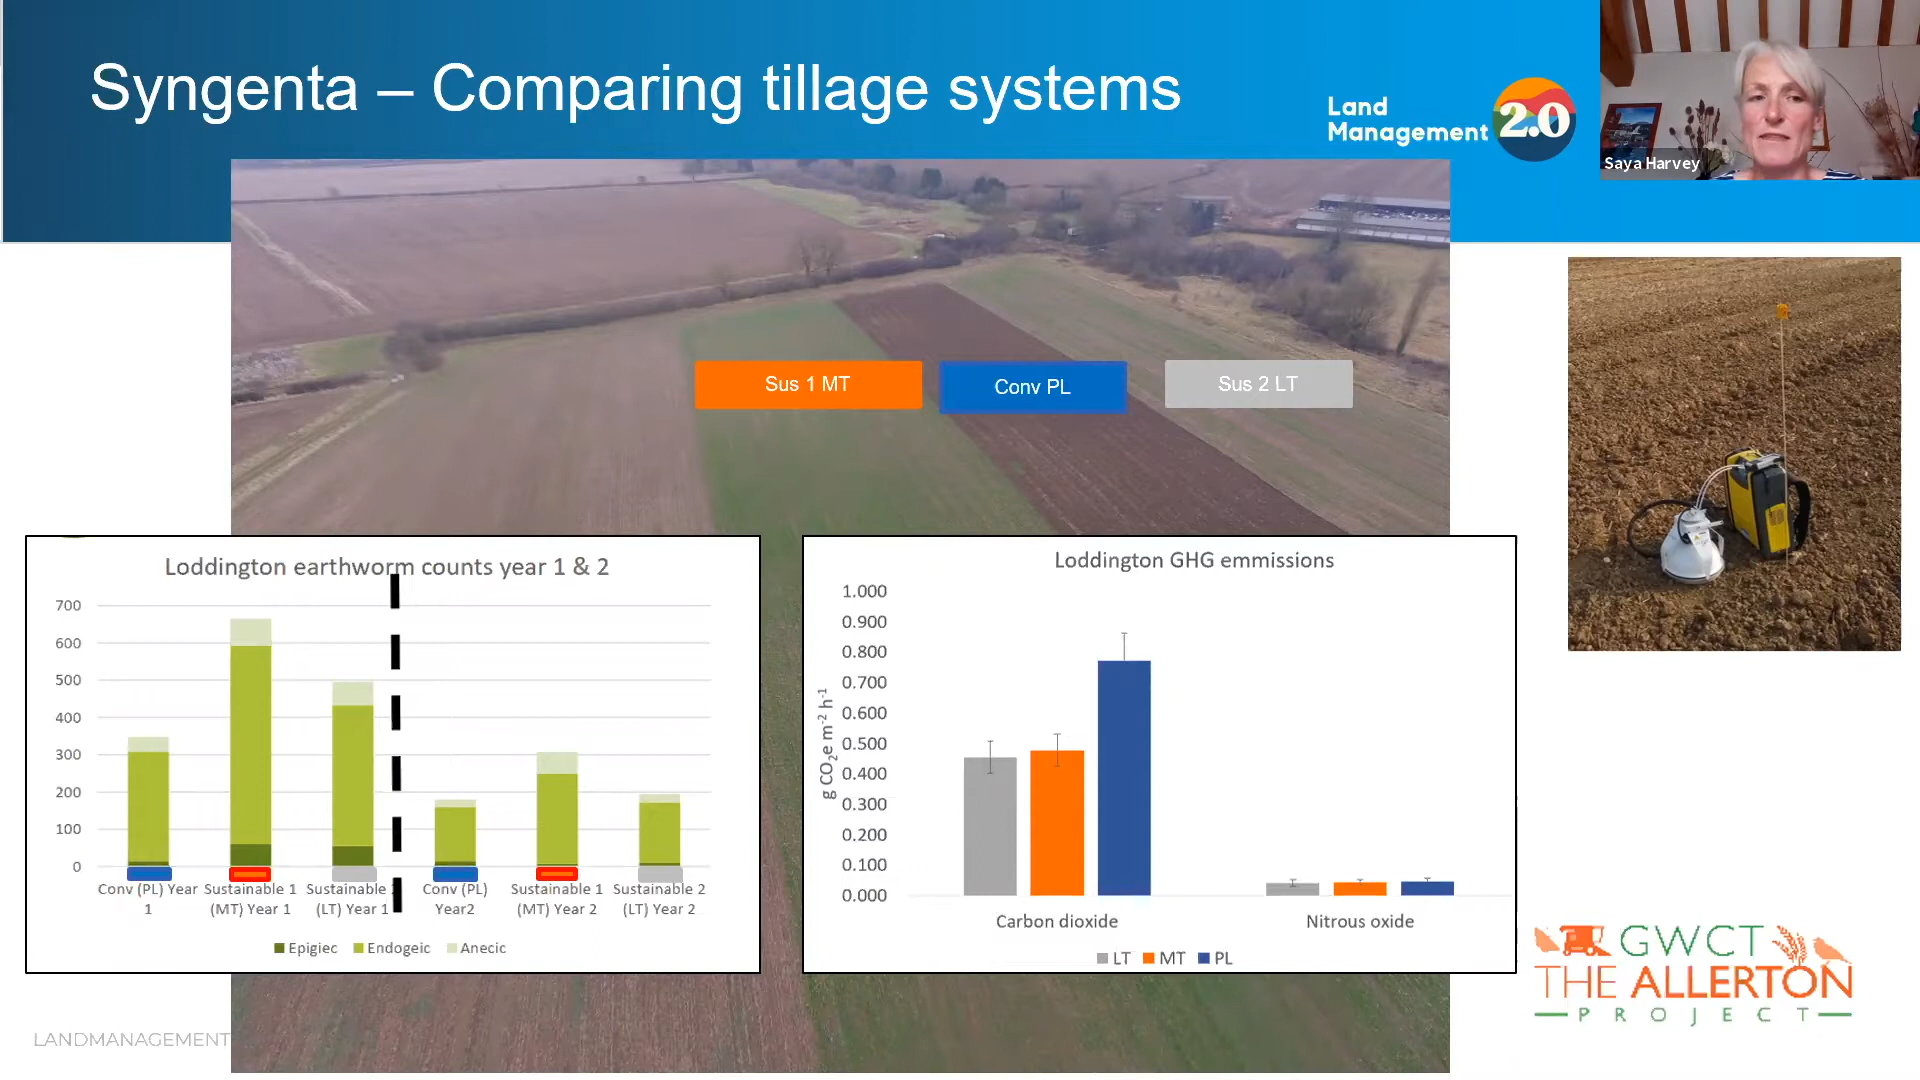 Syngenta – Comparing tillage systems
Land
Management
2.0
Saya Harvey
Sus 1 MT
Conv PL
Sus 2 LT
Loddington earthworm counts year 1 & 2
700
600
500
400
300
200
100
0
Conv (PL) Year
1
Sustainable 1
(MT) Year 1
Sustainable
(LT) Year 1
Conv (PL)
Year2
Sustainable 1
(MT) Year 2
Sustainable 2
(LT) Year 2
Epigiec
Endogeic
Anecic
Loddington GHG emmissions
g CO2e m-2 h-1
1.000
0.900
0.800
0.700
0.600
0.500
0.400
0.300
0.200
0.100
0.000
Carbon dioxide
Nitrous oxide
LT
MT
PL
GWCT
THE ALLERTON
PROJECT
LANDMANAGEMENT